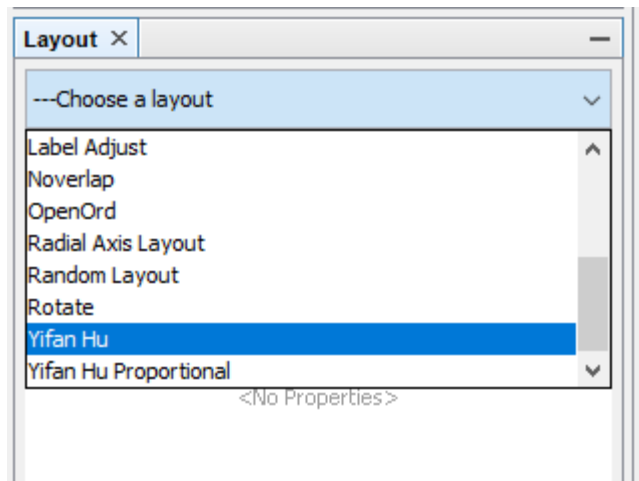 Layout ×
---Choose a layout
Label Adjust
Noverlap
OpenOrd
Radial Axis Layout
Random Layout
Rotate
Yifan Hu
Yifan Hu Proportional
<No Properties>